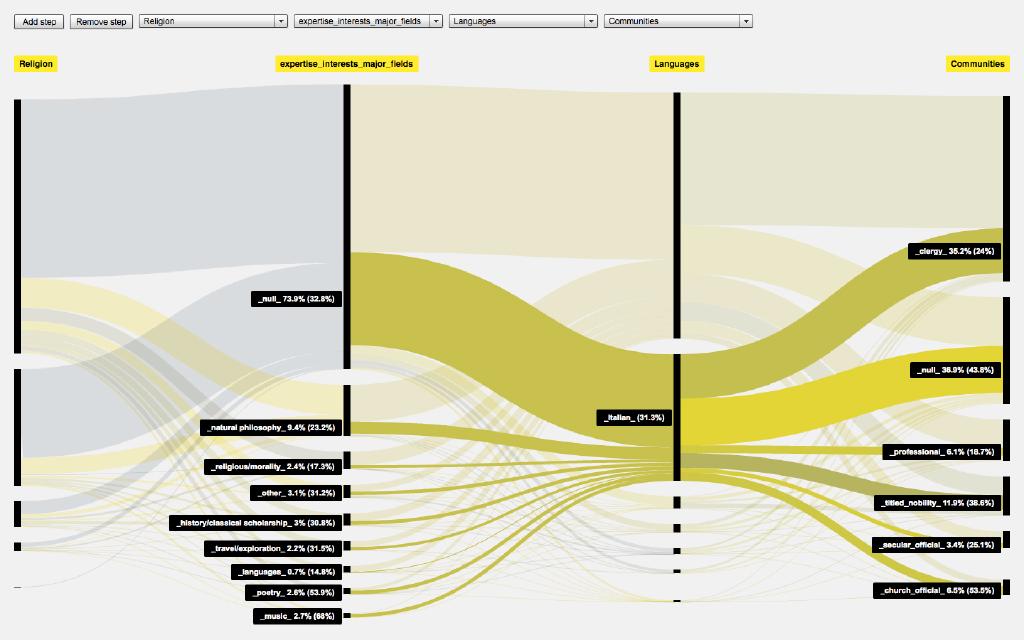 Add step Remove step Religion expertise_interests_major_fields Languages Communities
Religion expertise_interests_major_fields Languages Communities
_clergy_ 35.2% (24%)
_null_ 73.9% (32.8%)
_null_ 36.9% (43.8%)
_italian_ (31.3%)
_natural philosophy_ 9.4% (23.2%)
_professional_ 6.1% (18.7%)
_religious/morality_ 2.4% (17.3%)
_other_ 3.1% (31.2%)
_titled_nobility_ 11.9% (38.6%)
_history/classical scholarship_ 3% (30.8%)
_secular_official_ 3.4% (25.1%)
_travel/exploration_ 2.2% (31.5%)
_languages_ 0.7% (14.8%)
_poetry_ 2.6% (53.9%)
_church_official_ 6.5% (53.5%)
_music_ 2.7% (68%)